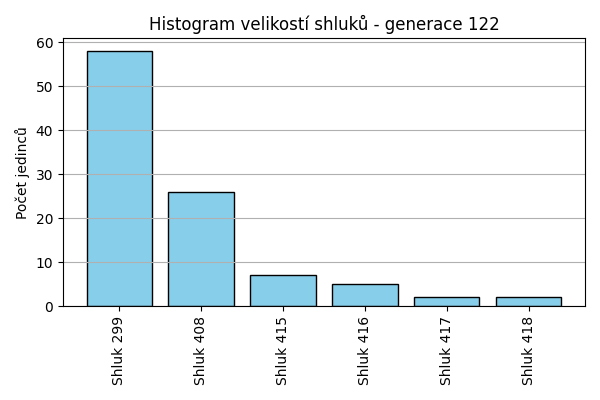 Histogram velikostí shluků - generace 122
Počet jedinců
60
50
40
30
20
10
0
Shluk 299
Shluk 408
Shluk 415
Shluk 416
Shluk 417
Shluk 418